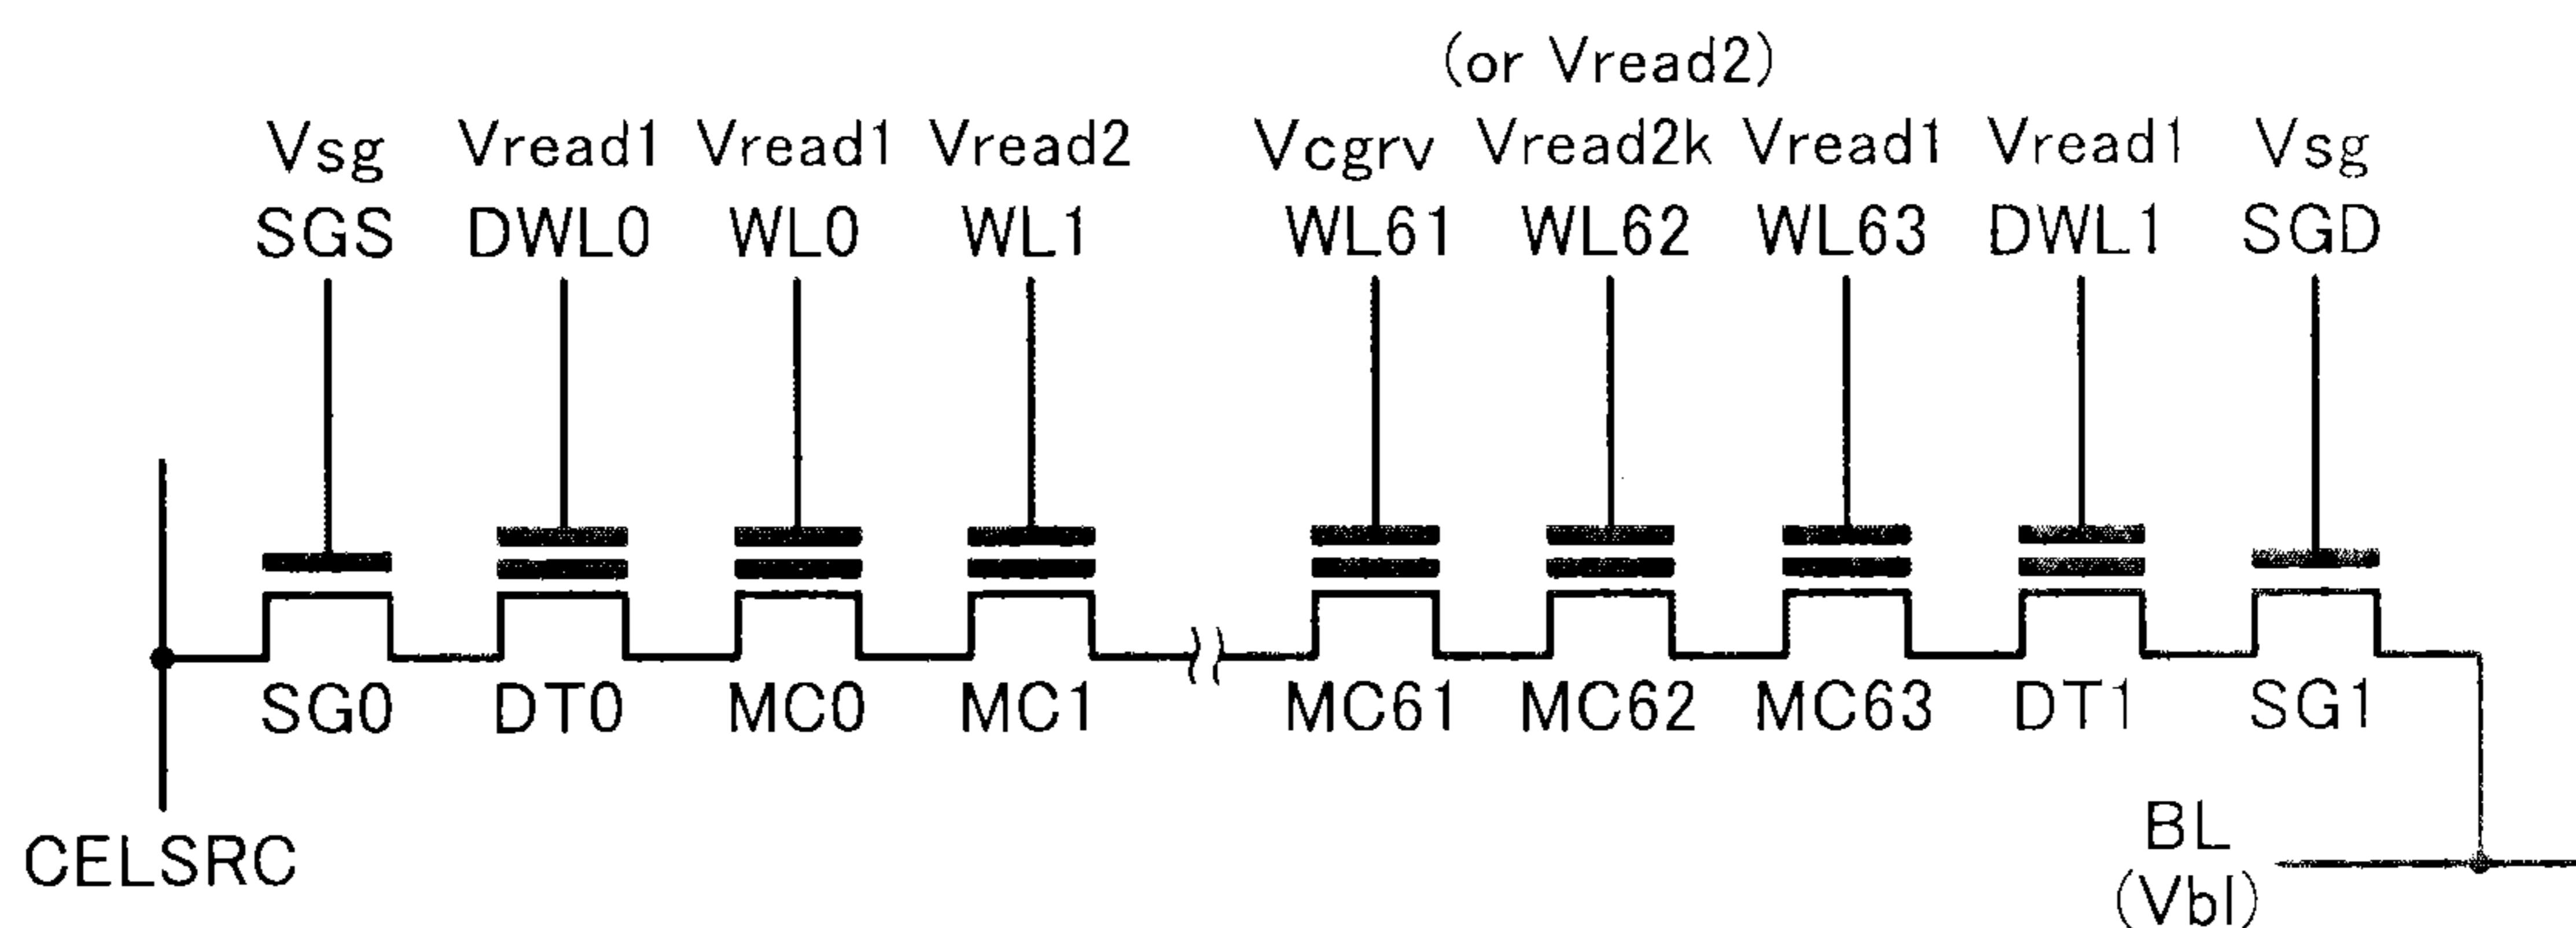 (or Vread2)
Vsg Vread1 Vread1 Vread2 Vcgrv Vread2k Vread1 Vread1 Vsg
SGS DWL0 WL0 WL1 WL61 WL62 WL63 DWL1 SGD
SG0 DT0 MC0 MC1 MC61 MC62 MC63 DT1 SG1
CELSRC
BL
(Vbl)